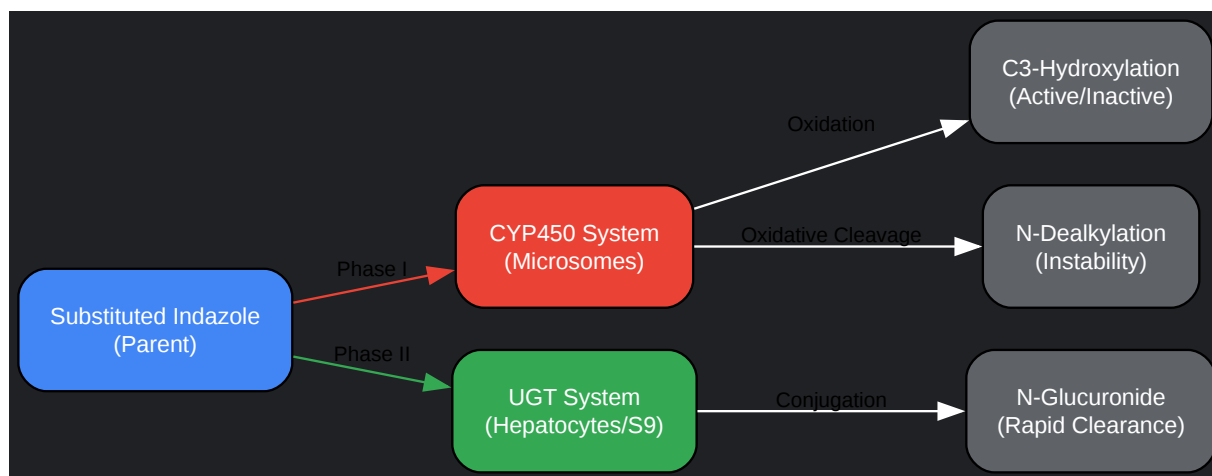 C3-Hydroxylation
(Active/Inactive)
Oxidation
CYP450 System
(Microsomes)
Oxidative Cleavage
N-Dealkylation
(Instability)
Phase I
Substituted Indazole
(Parent)
Phase II
UGT System
(Hepatocytes/S9)
Conjugation
N-Glucuronide
(Rapid Clearance)